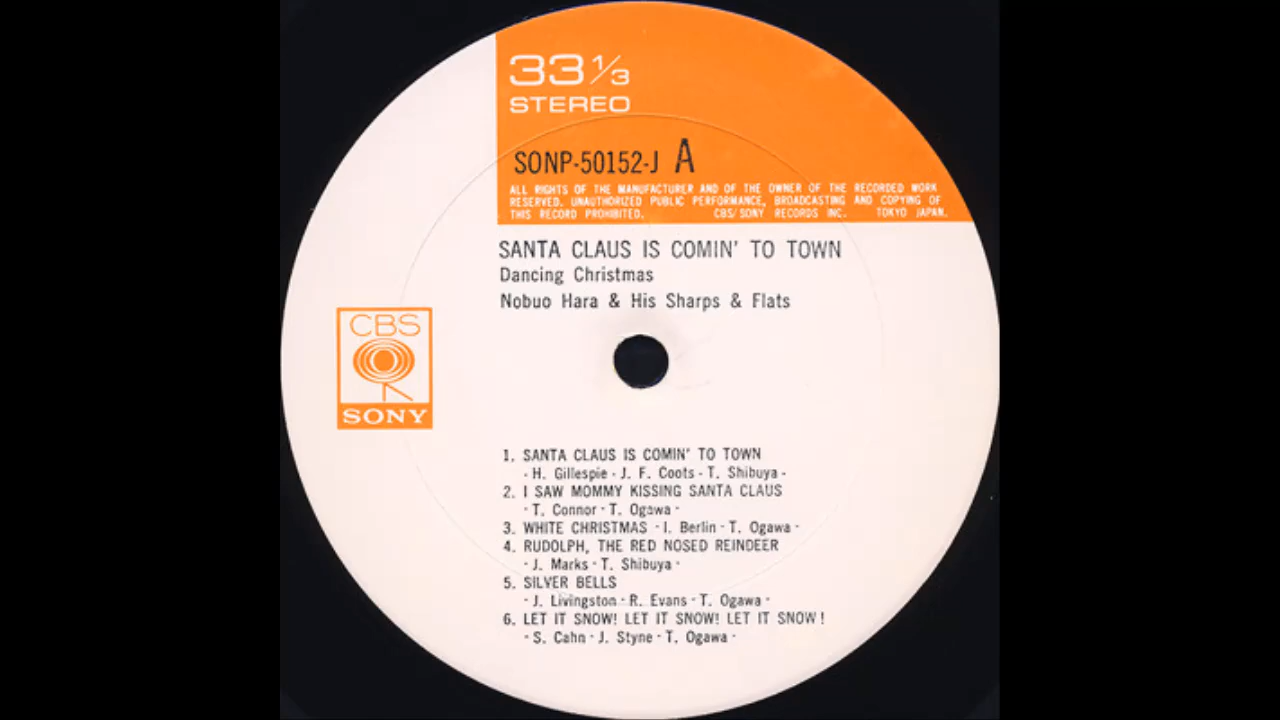 33 1/3
STEREO
SONP-50152-J A
ALL RIGHTS OF THE MANUFACTURER AND OF THE OWNER OF THE RECORDED WORK
RESERVED. UNAUTHORIZED PUBLIC PERFORMANCE, BROADCASTING AND COPYING OF
THIS RECORD PROHIBITED. CBS/SONY RECORDS INC. TOKYO JAPAN.
SANTA CLAUS IS COMIN' TO TOWN
Dancing Christmas
Nobuo Hara & His Sharps & Flats
CBS
SONY
1. SANTA CLAUS IS COMIN' TO TOWN
- H. Gillespie - J. F. Coots - T. Shibuya -
2. I SAW MOMMY KISSING SANTA CLAUS
- T. Connor - T. Ogawa -
3. WHITE CHRISTMAS - I. Berlin - T. Ogawa -
4. RUDOLPH, THE RED NOSED REINDEER
- J. Marks - T. Shibuya -
5. SILVER BELLS
- J. Livingston - R. Evans - T. Ogawa -
6. LET IT SNOW! LET IT SNOW! LET IT SNOW!
- S. Cahn - J. Styne - T. Ogawa -